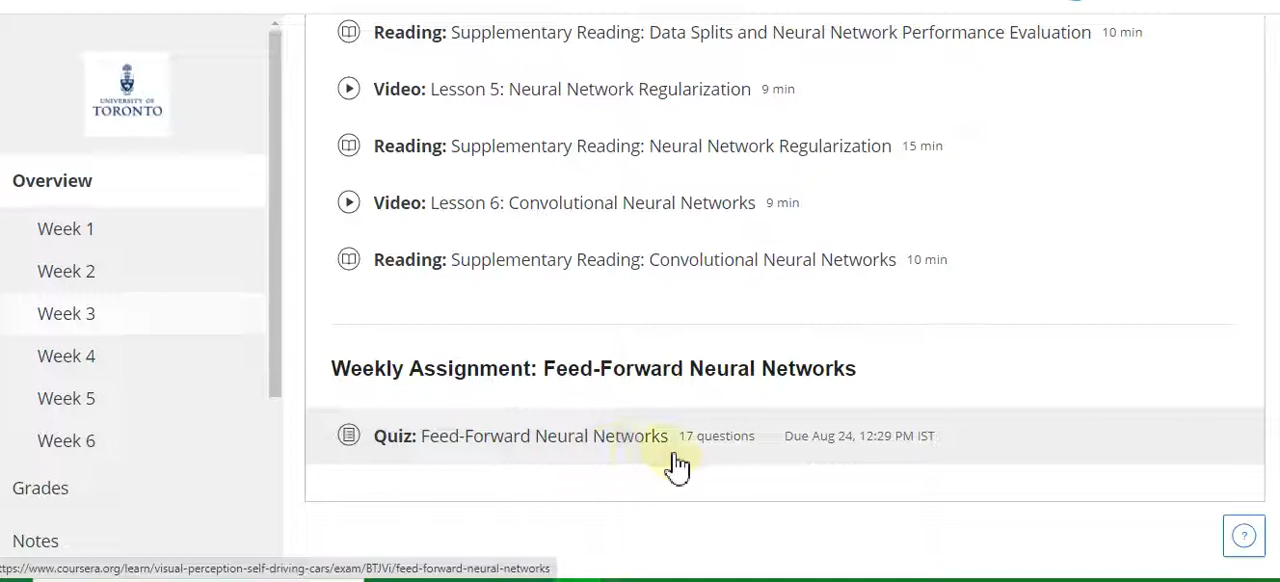 Reading: Supplementary Reading: Data Splits and Neural Network Performance Evaluation 10 min
Video: Lesson 5: Neural Network Regularization 9 min
Reading: Supplementary Reading: Neural Network Regularization 15 min
Video: Lesson 6: Convolutional Neural Networks 9 min
Reading: Supplementary Reading: Convolutional Neural Networks 10 min
Weekly Assignment: Feed-Forward Neural Networks
Quiz: Feed-Forward Neural Networks 17 questions Due Aug 24, 12:29 PM IST
UNIVERSITY OF
TORONTO
Overview
Week 1
Week 2
Week 3
Week 4
Week 5
Week 6
Grades
Notes
?
ttps://www.coursera.org/learn/visual-perception-self-driving-cars/exam/BTJVi/feed-forward-neural-networks